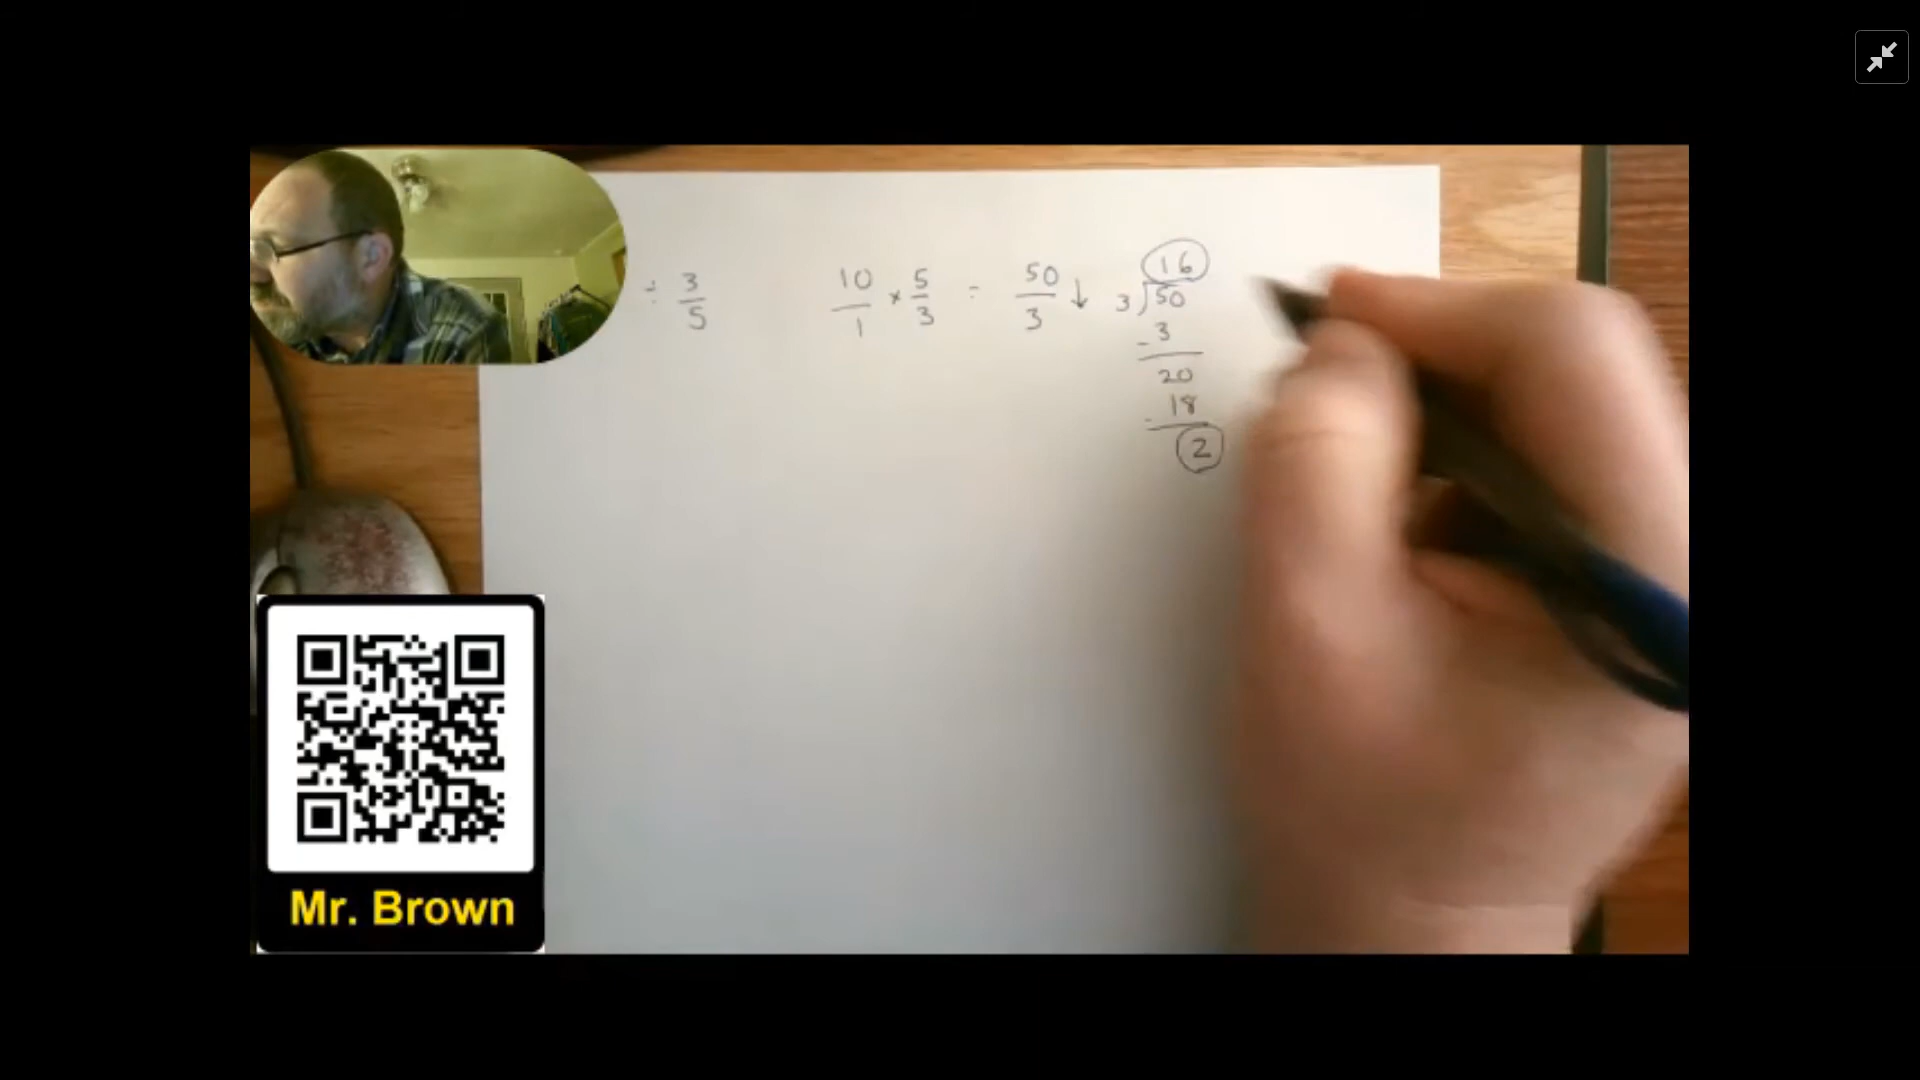 ÷ 3/5   10/1 × 5/3 = 50/3 ↓ 3)50
16
- 3
20
- 18
2
Mr. Brown